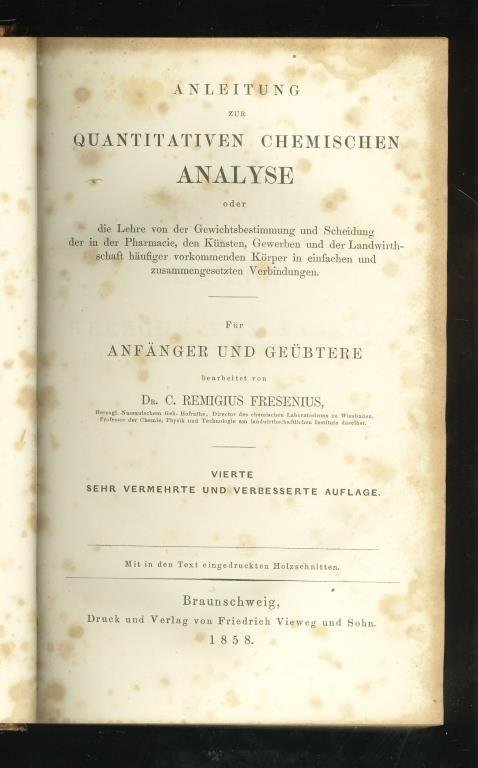 ANLEITUNG
ZUR
QUANTITATIVEN CHEMISCHEN
ANALYSE
oder
die Lehre von der Gewichtsbestimmung und Scheidung
der in der Pharmacie, den Künsten, Gewerben und der Landwirth-
schaft häufiger vorkommenden Körper in einfachen und
zusammengesetzten Verbindungen.
Für
ANFÄNGER UND GEÜBTERE
bearbeitet von
DR. C. REMIGIUS FRESENIUS,
Herzogl. Nassauischem Geh. Hofrathe, Director des chemischen Laboratoriums zu Wiesbaden,
Professor der Chemie, Physik und Technologie am landwirthschaftlichen Institute daselbst.
VIERTE
SEHR VERMEHRTE UND VERBESSERTE AUFLAGE.
Mit in den Text eingedruckten Holzschnitten.
Braunschweig,
Druck und Verlag von Friedrich Vieweg und Sohn.
1858.